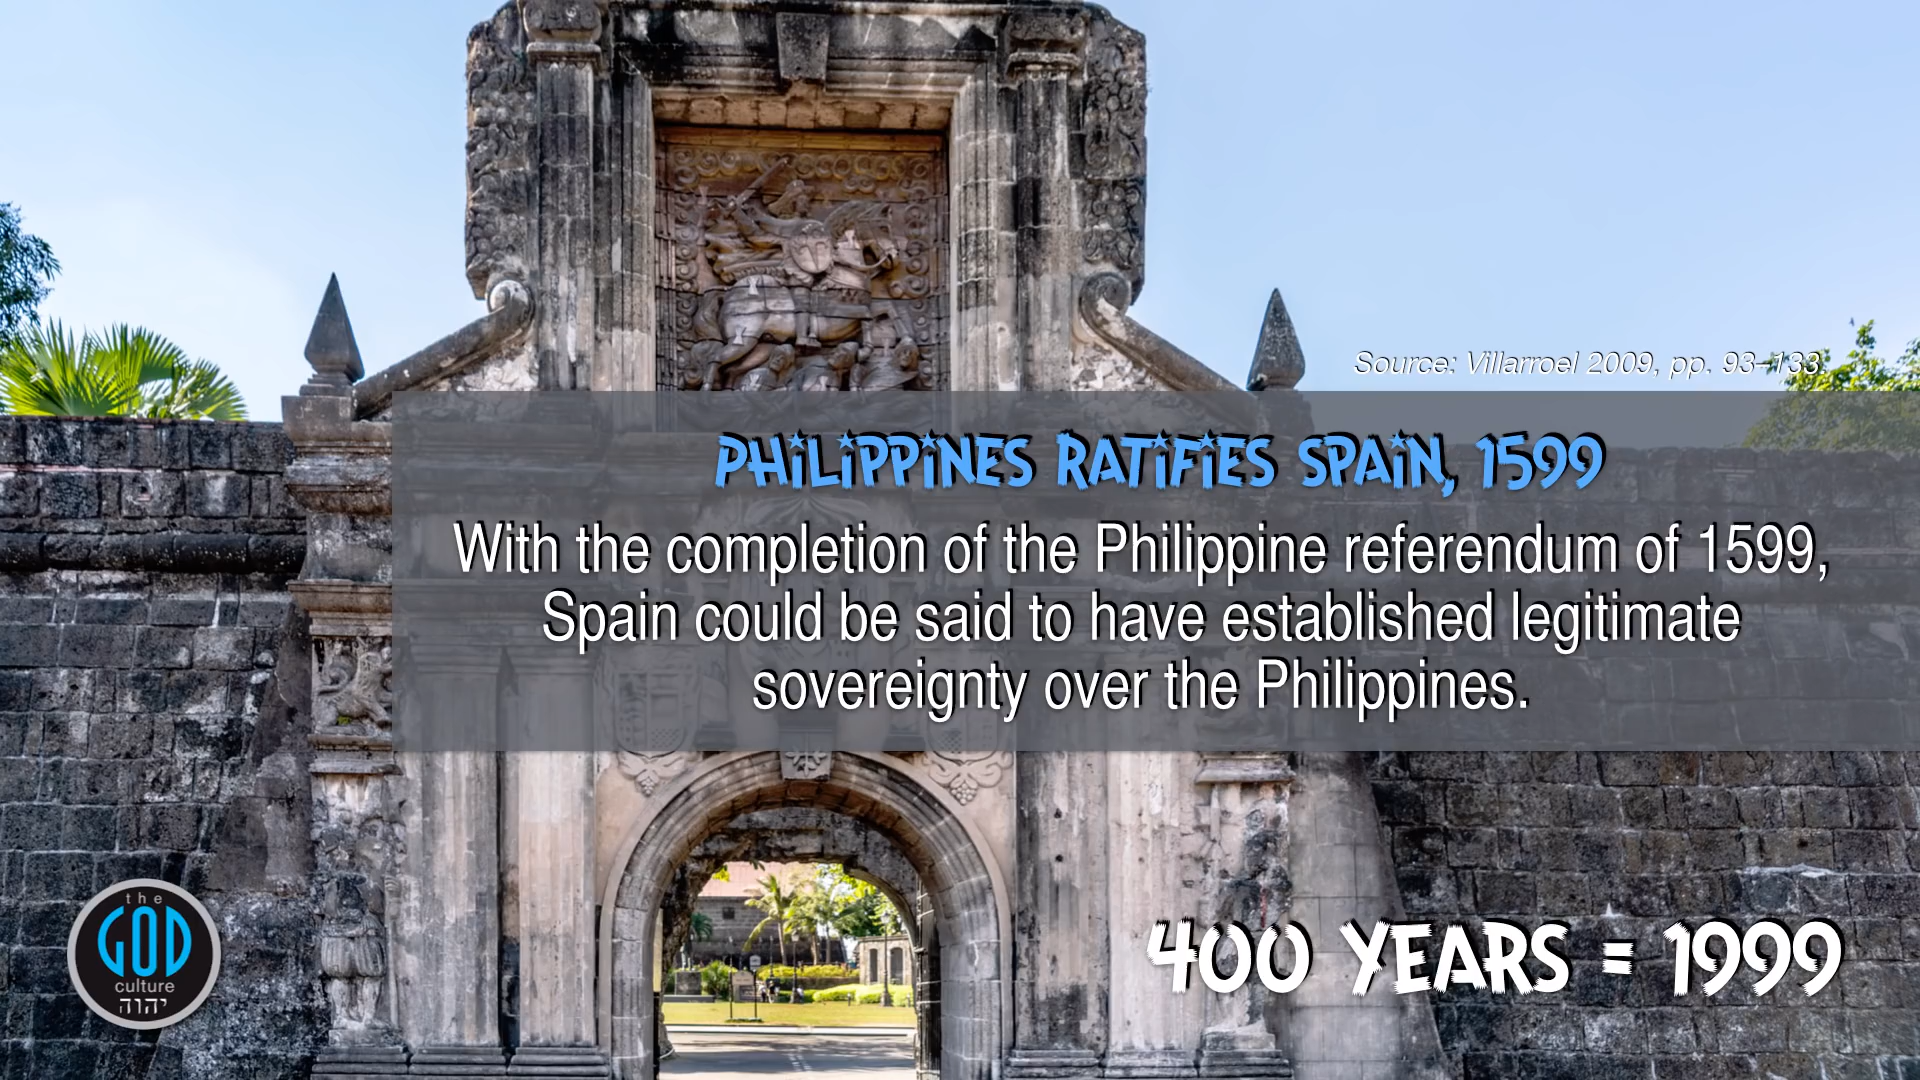 Source: Villarroel 2009, pp. 93–133.
PHILIPPINES RATIFIES SPAIN, 1599
With the completion of the Philippine referendum of 1599,
Spain could be said to have established legitimate
sovereignty over the Philippines.
400 YEARS = 1999
the
GOD
culture
יהוה